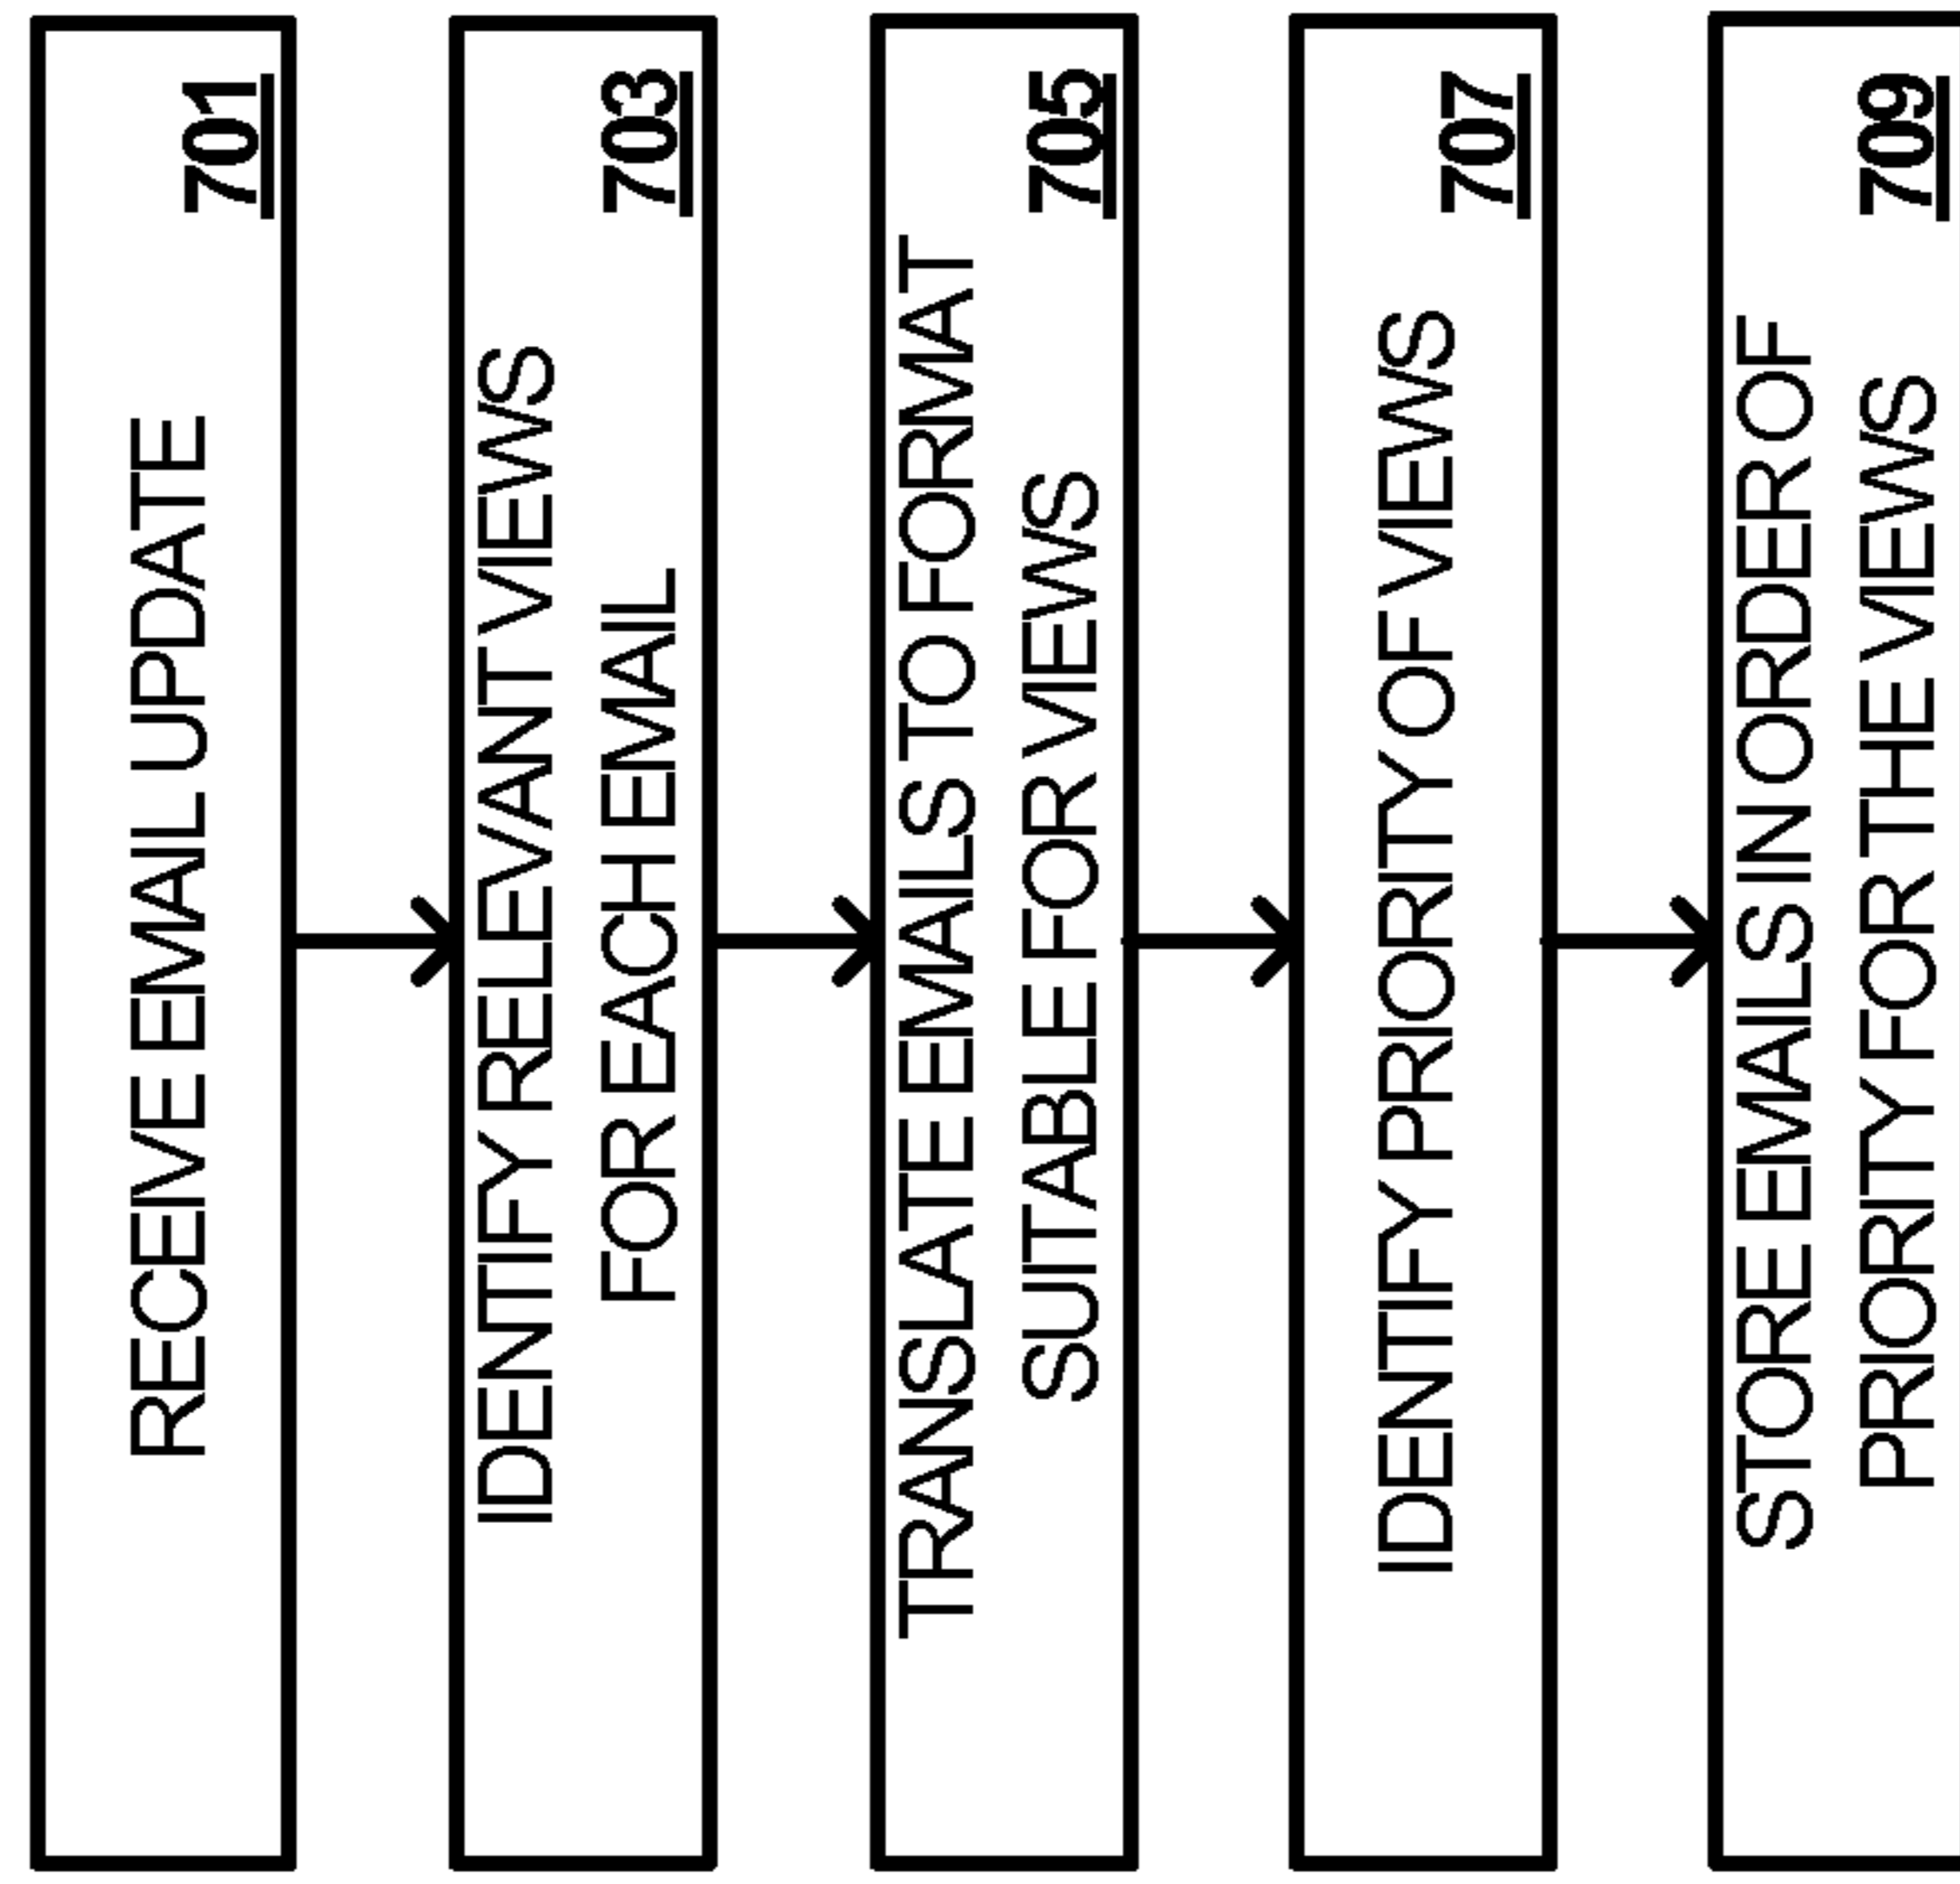 RECEIVE EMAIL UPDATE
701
IDENTIFY RELEVANT VIEWS
FOR EACH EMAIL
703
TRANSLATE EMAILS TO FORMAT
SUITABLE FOR VIEWS
705
IDENTIFY PRIORITY OF VIEWS
707
STORE EMAILS IN ORDER OF
PRIORITY FOR THE VIEWS
709